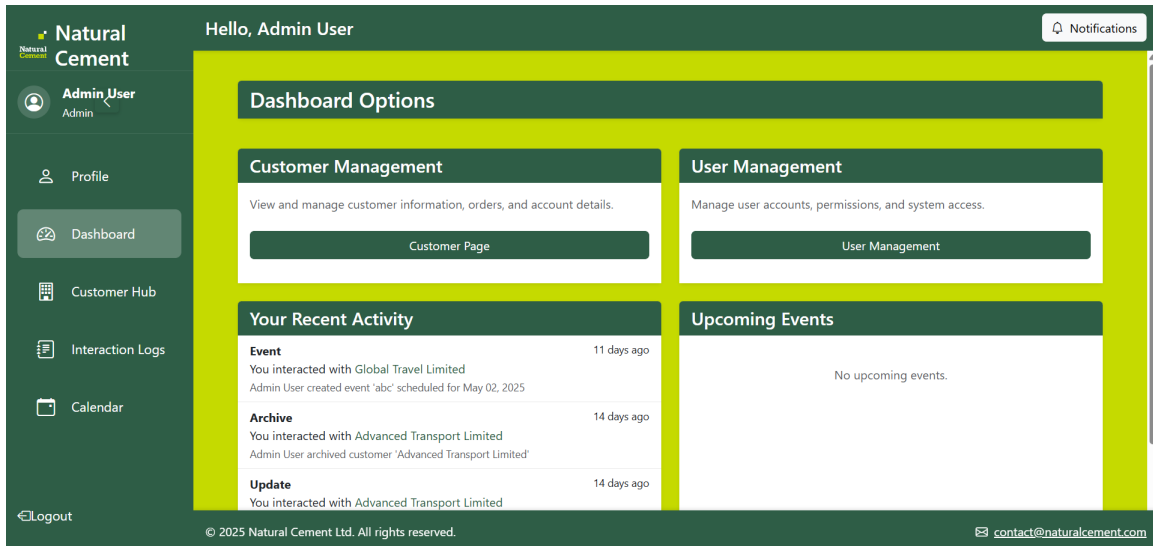 Natural
Cement
Natural
Cement
Hello, Admin User
Notifications
Admin User
Admin
Profile
Dashboard
Customer Hub
Interaction Logs
Calendar
Logout
Dashboard Options
Customer Management
View and manage customer information, orders, and account details.
Customer Page
User Management
Manage user accounts, permissions, and system access.
User Management
Your Recent Activity
Event
11 days ago
You interacted with Global Travel Limited
Admin User created event 'abc' scheduled for May 02, 2025
Archive
14 days ago
You interacted with Advanced Transport Limited
Admin User archived customer 'Advanced Transport Limited'
Update
14 days ago
You interacted with Advanced Transport Limited
Upcoming Events
No upcoming events.
© 2025 Natural Cement Ltd. All rights reserved.
contact@naturalcement.com